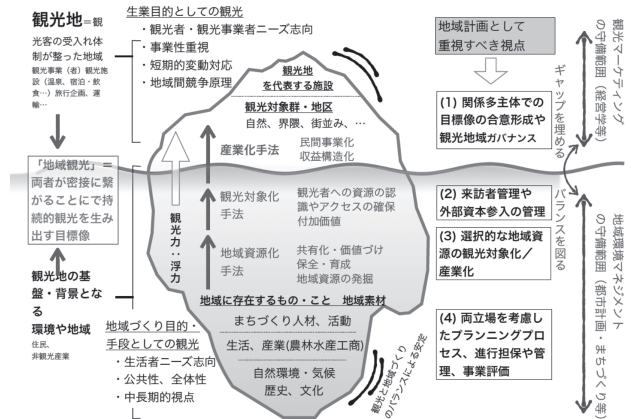 観光地＝観
光客の受入れ体
制が整った地域
観光事業（者）観光施
設（温泉、宿泊・飲
食…）旅行企画、運
輸…
「地域観光」＝
両者が密接に繋
がることにで持
続的観光を生み
出す目標像
観光地の基
盤・背景とな
る
環境や地域
住民、
非観光産業
生業目的としての観光
・観光者・観光事業者ニーズ志向
・事業性重視
・短期的変動対応
・地域間競争原理
地域づくり目的・
手段としての観光
・生活者ニーズ志向
・公共性、全体性
・中長期的視点
観光地
を代表する施設
観光対象群・地区
自然、界隈、街並み、…
産業化手法
民間事業化
収益構造化
観光力：浮力
観光対象化
手法
観光者への資源の認
識やアクセスの確保
付加価値
地域資源化
手法
共有化・価値づけ
保全・育成
地域資源の発掘
地域に存在するもの・こと　地域素材
まちづくり人材、活動
生活、産業(農林水産工商)
自然環境・気候
歴史、文化
観光と地域づくり
のバランスによる安定
地域計画として
重視すべき視点
(1) 関係多主体での
目標像の合意形成や
観光地域ガバナンス
(2) 来訪者管理や
外部資本参入の管理
(3) 選択的な地域資
源の観光対象化／
産業化
(4) 両立場を考慮し
たプランニングプロ
セス、進行担保や管
理、事業評価
ギャップを埋める
バランスを図る
観光マーケティング
の守備範囲（経営学等）
地域環境マネジメント
の守備範囲（都市計画・まちづくり等）